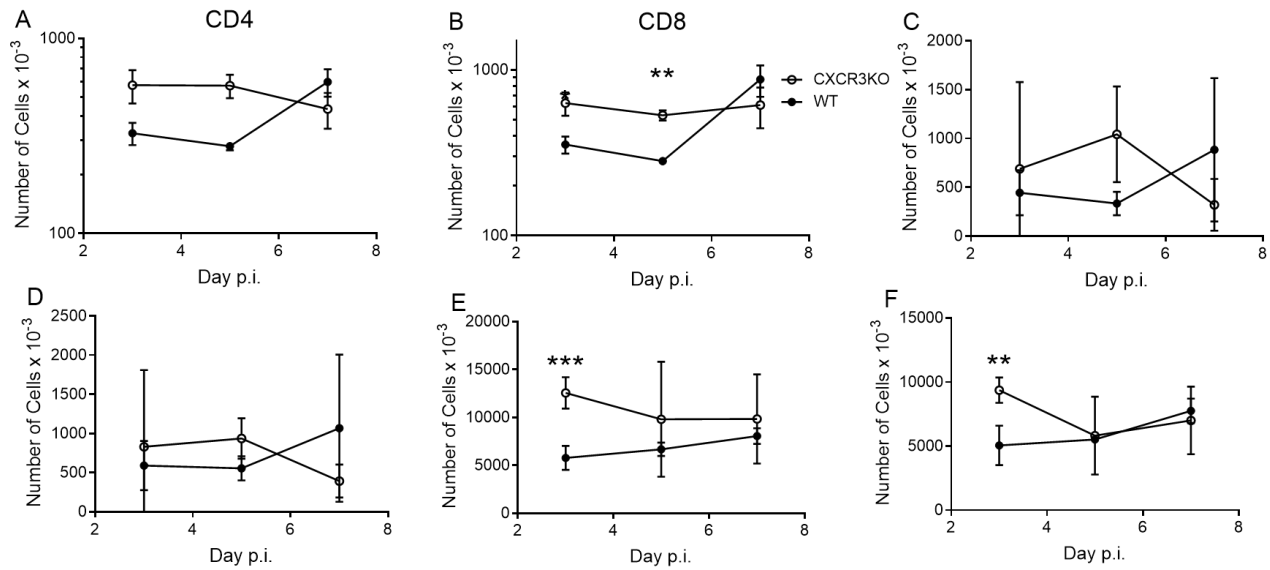 A
CD4
Number of Cells x 10⁻³
1000
100
2
4
6
8
Day p.i.
B
CD8
Number of Cells x 10⁻³
1000
100
*
**
CXCR3KO
WT
2
4
6
8
Day p.i.
C
Number of Cells x 10⁻³
2000
1500
1000
500
0
2
4
6
8
Day p.i.
D
Number of Cells x 10⁻³
2500
2000
1500
1000
500
0
2
4
6
8
Day p.i.
E
Number of Cells x 10⁻³
20000
15000
10000
5000
0
***
2
4
6
8
Day p.i.
F
Number of Cells x 10⁻³
15000
10000
5000
0
**
2
4
6
8
Day p.i.